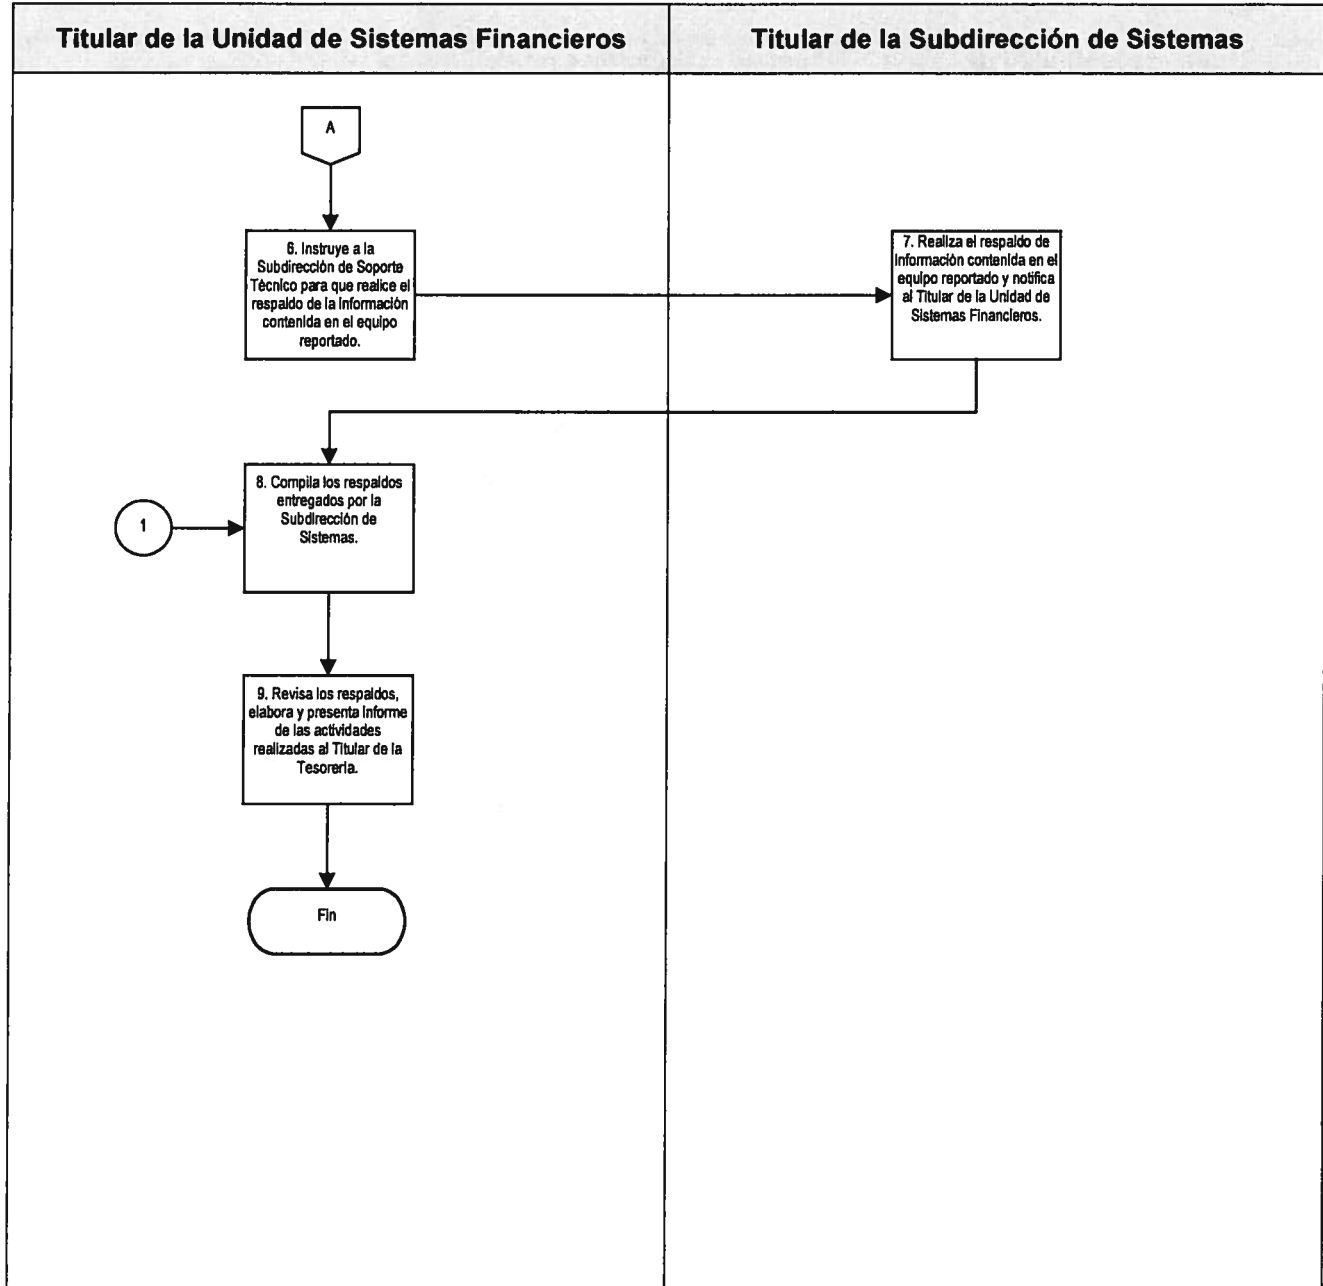 Titular de la Unidad de Sistemas Financieros
Titular de la Subdirección de Sistemas
A
6. Instruye a la
Subdirección de Soporte
Técnico para que realice el
respaldo de la información
contenida en el equipo
reportado.
7. Realiza el respaldo de
información contenida en el
equipo reportado y notifica
al Titular de la Unidad de
Sistemas Financieros.
8. Compila los respaldos
entregados por la
Subdirección de
Sistemas.
1
9. Revisa los respaldos,
elabora y presenta informe
de las actividades
realizadas al Titular de la
Tesorería.
Fin